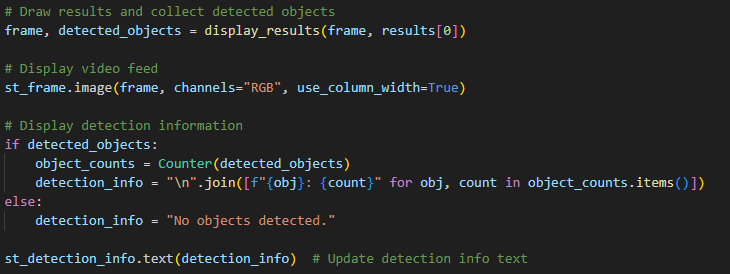 # Draw results and collect detected objects
frame, detected_objects = display_results(frame, results[0])

# Display video feed
st_frame.image(frame, channels="RGB", use_column_width=True)

# Display detection information
if detected_objects:
    object_counts = Counter(detected_objects)
    detection_info = "\n".join([f"{obj}: {count}" for obj, count in object_counts.items()])
else:
    detection_info = "No objects detected."

st_detection_info.text(detection_info)  # Update detection info text